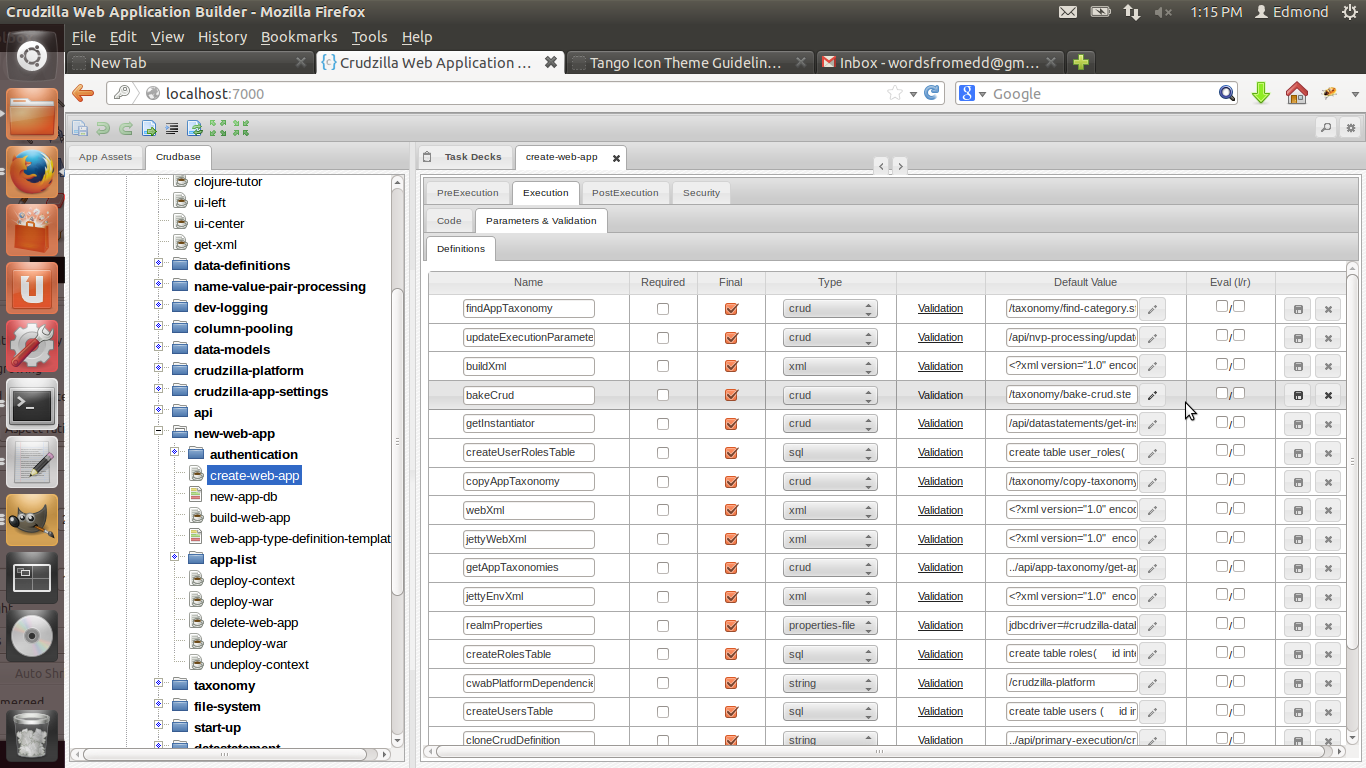 Crudzilla Web Application Builder - Mozilla Firefox
1:15 PM Edmond
File Edit View History Bookmarks Tools Help
New Tab
Crudzilla Web Application ...
Tango Icon Theme Guidelin...
Inbox - wordsfromedd@gm...
localhost:7000
Google
App Assets
Crudbase
Task Decks
create-web-app
clojure-tutor
ui-left
ui-center
get-xml
data-definitions
name-value-pair-processing
dev-logging
column-pooling
data-models
crudzilla-platform
crudzilla-app-settings
api
new-web-app
authentication
create-web-app
new-app-db
build-web-app
web-app-type-definition-templat
app-list
deploy-context
deploy-war
delete-web-app
undeploy-war
undeploy-context
taxonomy
file-system
start-up
datastatement
PreExecution Execution PostExecution Security
Code Parameters & Validation
Definitions
Name Required Final Type Default Value Eval (l/r)
findAppTaxonomy crud Validation /taxonomy/find-category.s /
updateExecutionParamete crud Validation /api/nvp-processing/updat /
buildXml xml Validation <?xml version="1.0" encod /
bakeCrud crud Validation /taxonomy/bake-crud.ste /
getInstantiator crud Validation /api/datastatements/get-ins /
createUserRolesTable sql Validation create table user_roles( /
copyAppTaxonomy crud Validation /taxonomy/copy-taxonomy /
webXml xml Validation <?xml version="1.0" encod /
jettyWebXml xml Validation <?xml version="1.0" enco /
getAppTaxonomies crud Validation ../api/app-taxonomy/get-ap /
jettyEnvXml xml Validation <?xml version="1.0" enco /
realmProperties properties-file Validation jdbcdriver=#crudzilla-datal /
createRolesTable sql Validation create table roles( id inte /
cwabPlatformDependencie string Validation /crudzilla-platform /
createUsersTable sql Validation create table users ( id in /
cloneCrudDefinition string Validation ../api/primary-execution/cr /
Auto Shr
merged